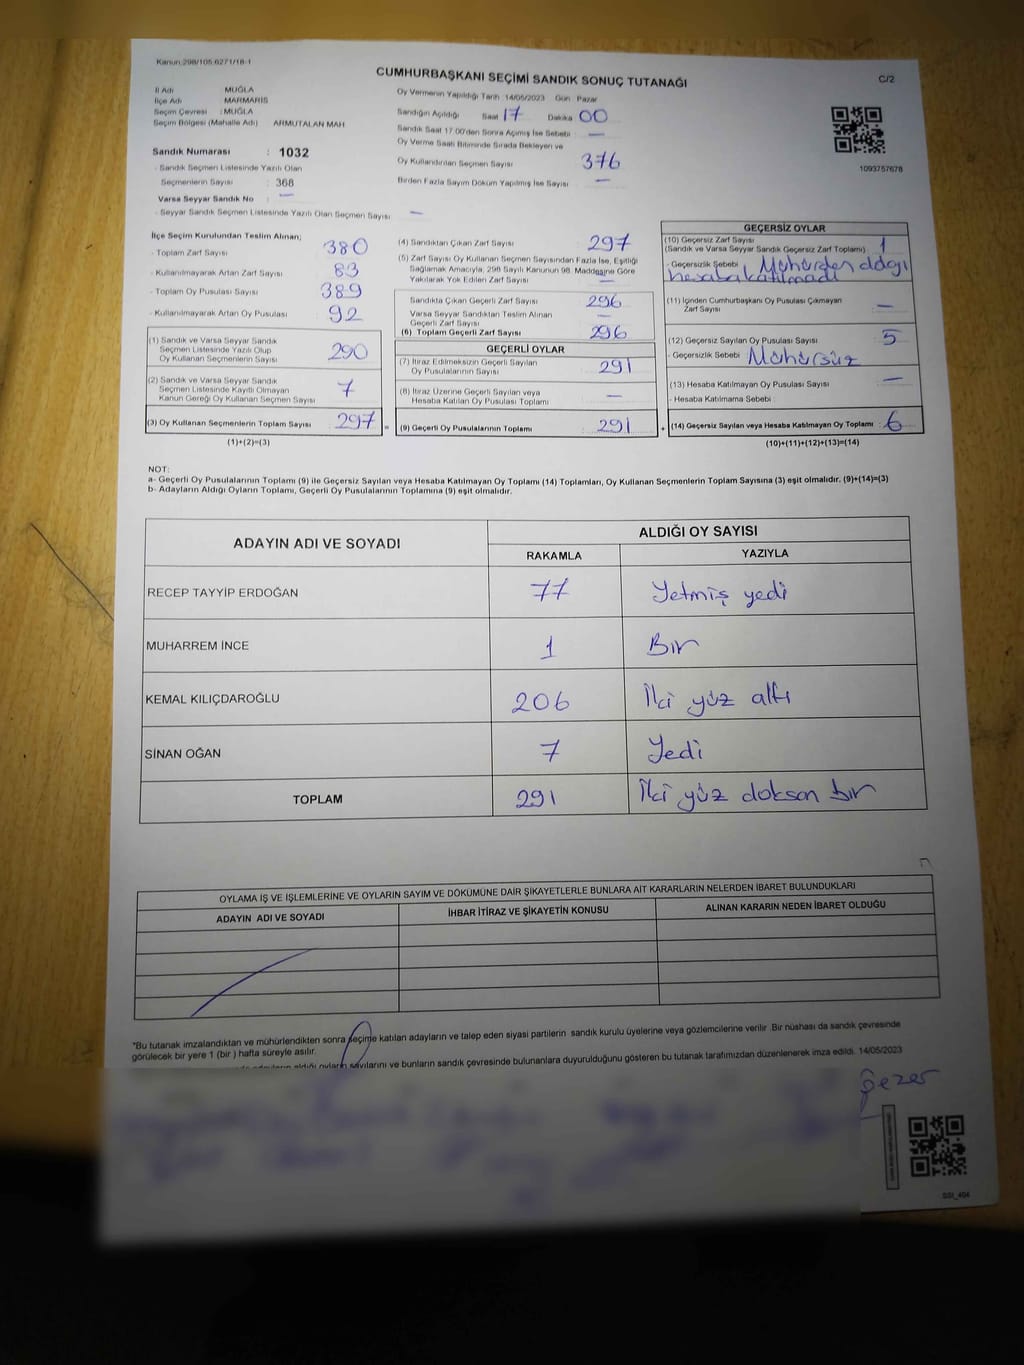 Kanun:298/105,6271/18-1
CUMHURBAŞKANI SEÇİMİ SANDIK SONUÇ TUTANAĞI
C/2
İl Adı MUĞLA
İlçe Adı MARMARİS
Seçim Çevresi : MUĞLA
Seçim Bölgesi (Mahalle Adı) ARMUTALAN MAH
Sandık Numarası : 1032
- Sandık Seçmen Listesinde Yazılı Olan
Seçmenlerin Sayısı : 368
Varsa Seyyar Sandık No : —
- Seyyar Sandık Seçmen Listesinde Yazılı Olan Seçmen Sayısı —
Oy Vermenin Yapıldığı Tarih 14/05/2023 Gün Pazar
Sandığın Açıldığı Saat 17 Dakika 00
Sandık Saat 17.00'den Sonra Açılmış İse Sebebi : —
Oy Verme Saati Bitiminde Sırada Bekleyen ve
Oy Kullandırılan Seçmen Sayısı 376
Birden Fazla Sayım Döküm Yapılmış İse Sayısı —
1093757678
İlçe Seçim Kurulundan Teslim Alınan;
- Toplam Zarf Sayısı 380
- Kullanılmayarak Artan Zarf Sayısı 83
- Toplam Oy Pusulası Sayısı 389
- Kullanılmayarak Artan Oy Pusulası 92
(1) Sandık ve Varsa Seyyar Sandık
Seçmen Listesinde Yazılı Olup
Oy Kullanan Seçmenlerin Sayısı 290
(2) Sandık ve Varsa Seyyar Sandık
Seçmen Listesinde Kayıtlı Olmayan
Kanun Gereği Oy Kullanan Seçmen Sayısı 7
(3) Oy Kullanan Seçmenlerin Toplam Sayısı 297 =
(1)+(2)=(3)
(4) Sandıktan Çıkan Zarf Sayısı 297
(5) Zarf Sayısı Oy Kullanan Seçmen Sayısından Fazla İse, Eşitliği
Sağlamak Amacıyla, 298 Sayılı Kanunun 98. Maddesine Göre
Yakılarak Yok Edilen Zarf Sayısı —
Sandıkta Çıkan Geçerli Zarf Sayısı 296
Varsa Seyyar Sandıktan Teslim Alınan
Geçerli Zarf Sayısı —
(6) Toplam Geçerli Zarf Sayısı 296
GEÇERLİ OYLAR
(7) İtiraz Edilmeksizin Geçerli Sayılan
Oy Pusulalarının Sayısı 291
(8) İtiraz Üzerine Geçerli Sayılan veya
Hesaba Katılan Oy Pusulası Toplamı —
(9) Geçerli Oy Pusulalarının Toplamı 291 +
GEÇERSİZ OYLAR
(10) Geçersiz Zarf Sayısı
(Sandık ve Varsa Seyyar Sandık Geçersiz Zarf Toplamı) 1
- Geçersizlik Sebebi Mühürden
hesaba katılmadı
(11) İçinden Cumhurbaşkanı Oy Pusulası Çıkmayan
Zarf Sayısı —
(12) Geçersiz Sayılan Oy Pusulası Sayısı 5
- Geçersizlik Sebebi Mühürsüz
(13) Hesaba Katılmayan Oy Pusulası Sayısı —
- Hesaba Katılmama Sebebi :
(14) Geçersiz Sayılan veya Hesaba Katılmayan Oy Toplamı : 6
(10)+(11)+(12)+(13)=(14)
NOT:
a- Geçerli Oy Pusulalarının Toplamı (9) ile Geçersiz Sayılan veya Hesaba Katılmayan Oy Toplamı (14) Toplamları, Oy Kullanan Seçmenlerin Toplam Sayısına (3) eşit olmalıdır. (9)+(14)=(3)
b- Adayların Aldığı Oyların Toplamı, Geçerli Oy Pusulalarının Toplamına (9) eşit olmalıdır.
ADAYIN ADI VE SOYADI
ALDIĞI OY SAYISI
RAKAMLA YAZIYLA
RECEP TAYYİP ERDOĞAN 77 Yetmiş yedi
MUHARREM İNCE 1 Bir
KEMAL KILIÇDAROĞLU 206 İki yüz altı
SİNAN OĞAN 7 Yedi
TOPLAM 291 İki yüz doksan bir
OYLAMA İŞ VE İŞLEMLERİNE VE OYLARIN SAYIM VE DÖKÜMÜNE DAİR ŞİKAYETLERLE BUNLARA AİT KARARLARIN NELERDEN İBARET BULUNDUKLARI
ADAYIN ADI VE SOYADI İHBAR İTİRAZ VE ŞİKAYETİN KONUSU ALINAN KARARIN NEDEN İBARET OLDUĞU
*Bu tutanak imzalandıktan ve mühürlendikten sonra seçime katılan adayların ve talep eden siyasi partilerin sandık kurulu üyelerine veya gözlemcilerine verilir. Bir nüshası da sandık çevresinde
görülecek bir yere 1 (bir ) hafta süreyle asılır.
aldığı oyların sayılarını ve bunların sandık çevresinde bulunanlara duyurulduğunu gösteren bu tutanak tarafımızdan düzenlenerek imza edildi. 14/05/2023
SSI_404